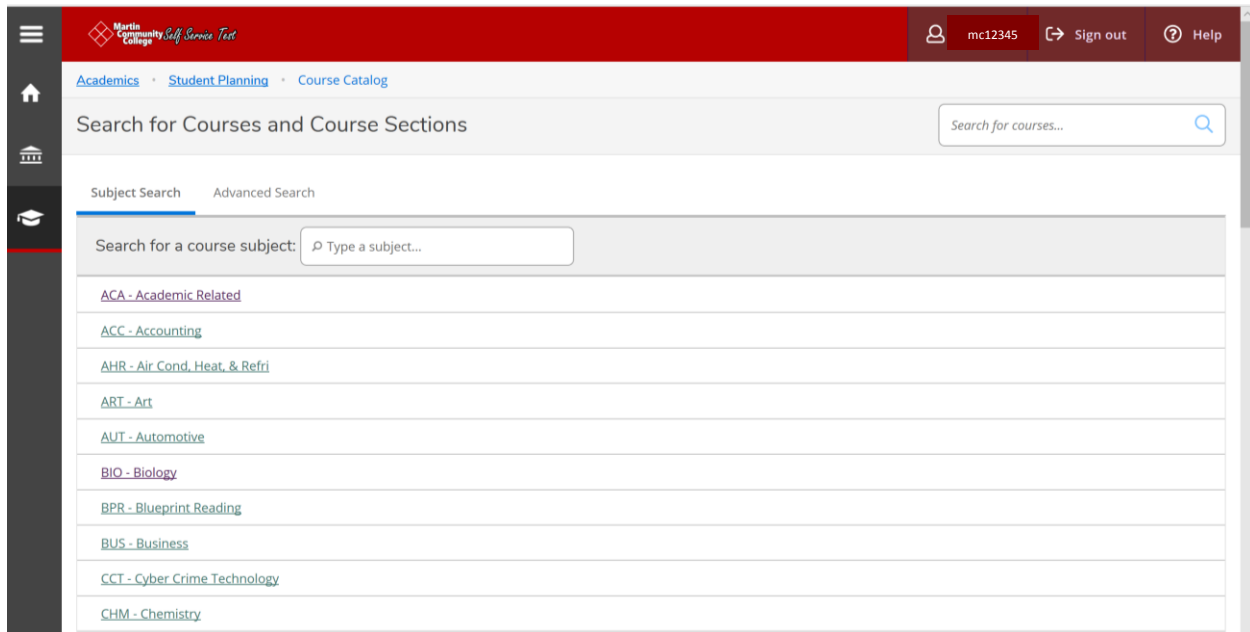 Martin
Community
College
Self Service Test
mc12345
Sign out
Help
Academics
Student Planning
Course Catalog
Search for Courses and Course Sections
Search for courses...
Subject Search
Advanced Search
Search for a course subject:
Type a subject...
ACA - Academic Related
ACC - Accounting
AHR - Air Cond, Heat, & Refri
ART - Art
AUT - Automotive
BIO - Biology
BPR - Blueprint Reading
BUS - Business
CCT - Cyber Crime Technology
CHM - Chemistry